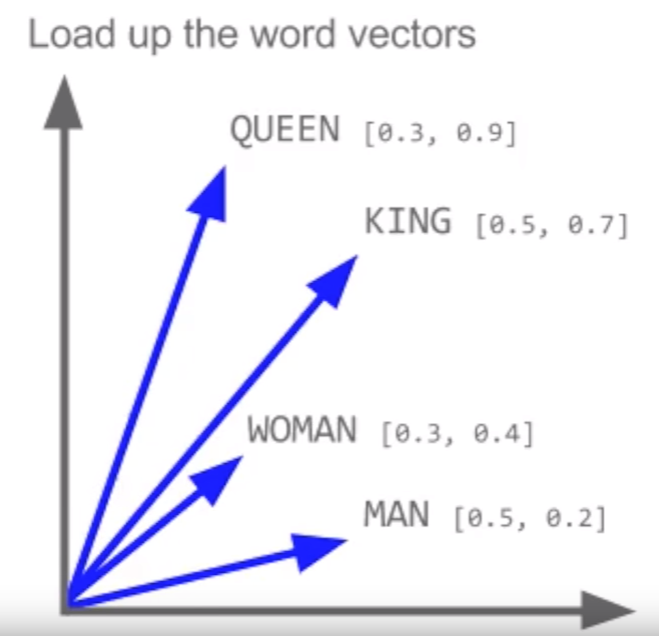 Load up the word vectors
QUEEN [0.3, 0.9]
KING [0.5, 0.7]
WOMAN [0.3, 0.4]
MAN [0.5, 0.2]